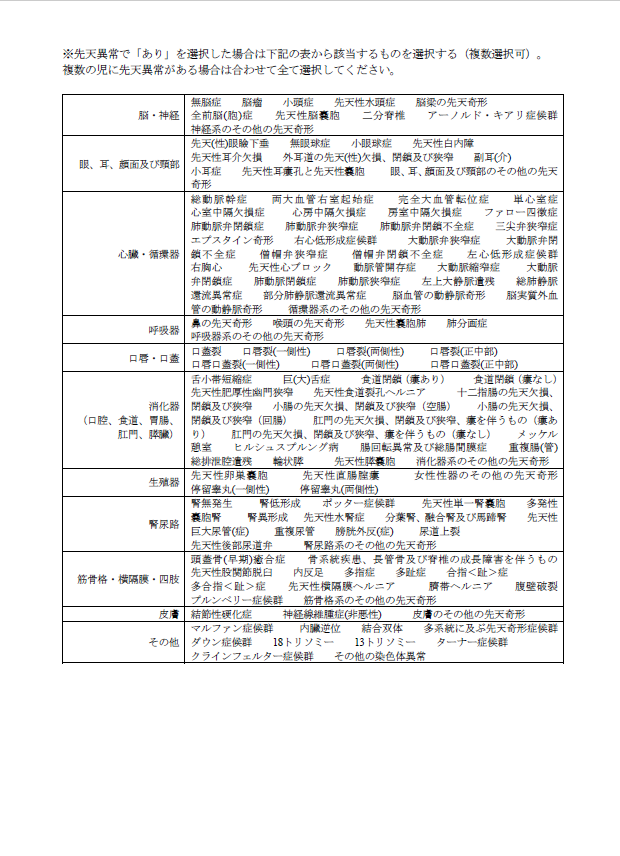 ※先天異常で「あり」を選択した場合は下記の表から該当するものを選択する（複数選択可）。
複数の児に先天異常がある場合は合わせて全て選択してください。
脳・神経
無脳症　脳瘤　小頭症　先天性水頭症　脳梁の先天奇形
全前脳(胞)症　先天性脳嚢胞　二分脊椎　アーノルド・キアリ症候群
神経系のその他の先天奇形
眼、耳、顔面及び頸部
先天(性)眼瞼下垂　無眼球症　小眼球症　先天性白内障
先天性耳介欠損　外耳道の先天(性)欠損、閉鎖及び狭窄　副耳(介)
小耳症　先天性耳瘻孔と先天性嚢胞　眼、耳、顔面及び頸部のその他の先天
奇形
心臓・循環器
総動脈幹症　両大血管右室起始症　完全大血管転位症　単心室症
心室中隔欠損症　心房中隔欠損症　房室中隔欠損症　ファロー四徴症
肺動脈弁閉鎖症　肺動脈弁狭窄症　肺動脈弁閉鎖不全症　三尖弁狭窄症
エプスタイン奇形　右心低形成症候群　大動脈弁狭窄症　大動脈弁閉
鎖不全症　僧帽弁狭窄症　僧帽弁閉鎖不全症　左心低形成症候群
右胸心　先天性心ブロック　動脈管開存症　大動脈縮窄症　大動脈
弁閉鎖症　肺動脈閉鎖症　肺動脈狭窄症　左上大静脈遺残　総肺静脈
還流異常症　部分肺静脈還流異常症　脳血管の動静脈奇形　脳実質外血
管の動静脈奇形　循環器系のその他の先天奇形
呼吸器
鼻の先天奇形　喉頭の先天奇形　先天性嚢胞肺　肺分画症
呼吸器系のその他の先天奇形
口唇・口蓋
口蓋裂　口唇裂(一側性)　口唇裂(両側性)　口唇裂(正中部)
口唇口蓋裂(一側性)　口唇口蓋裂(両側性)　口唇口蓋裂(正中部)
消化器
（口腔、食道、胃腸、
肛門、膵臓）
舌小帯短縮症　巨(大)舌症　食道閉鎖（瘻あり）　食道閉鎖（瘻なし）
先天性肥厚性幽門狭窄　先天性食道裂孔ヘルニア　十二指腸の先天欠損、
閉鎖及び狭窄　小腸の先天欠損、閉鎖及び狭窄（空腸）　小腸の先天欠損、
閉鎖及び狭窄（回腸）　肛門の先天欠損、閉鎖及び狭窄、瘻を伴うもの（瘻あ
り）　肛門の先天欠損、閉鎖及び狭窄、瘻を伴うもの（瘻なし）　メッケル
憩室　ヒルシュスプルング病　腸回転異常及び総腸間膜症　重複腸(管)
総排泄腔遺残　輪状膵　先天性膵嚢胞　消化器系のその他の先天奇形
生殖器
先天性卵巣嚢胞　先天性直腸腟瘻　女性性器のその他の先天奇形
停留睾丸(一側性)　停留睾丸(両側性)
腎尿路
腎無発生　腎低形成　ポッター症候群　先天性単一腎嚢胞　多発性
嚢胞腎　腎異形成　先天性水腎症　分葉腎、融合腎及び馬蹄腎　先天性
巨大尿管(症)　重複尿管　膀胱外反(症)　尿道上裂
先天性後部尿道弁　腎尿路系のその他の先天奇形
筋骨格・横隔膜・四肢
頭蓋骨(早期)癒合症　骨系統疾患、長管骨及び脊椎の成長障害を伴うもの
先天性股関節脱臼　内反足　多指症　多趾症　合指＜趾＞症
多合指＜趾＞症　先天性横隔膜ヘルニア　臍帯ヘルニア　腹壁破裂
プルンベリー症候群　筋骨格系のその他の先天奇形
皮膚
結節性硬化症　神経線維腫症(非悪性)　皮膚のその他の先天奇形
その他
マルファン症候群　内臓逆位　結合双体　多系統に及ぶ先天奇形症候群
ダウン症候群　18トリソミー　13トリソミー　ターナー症候群
クラインフェルター症候群　その他の染色体異常